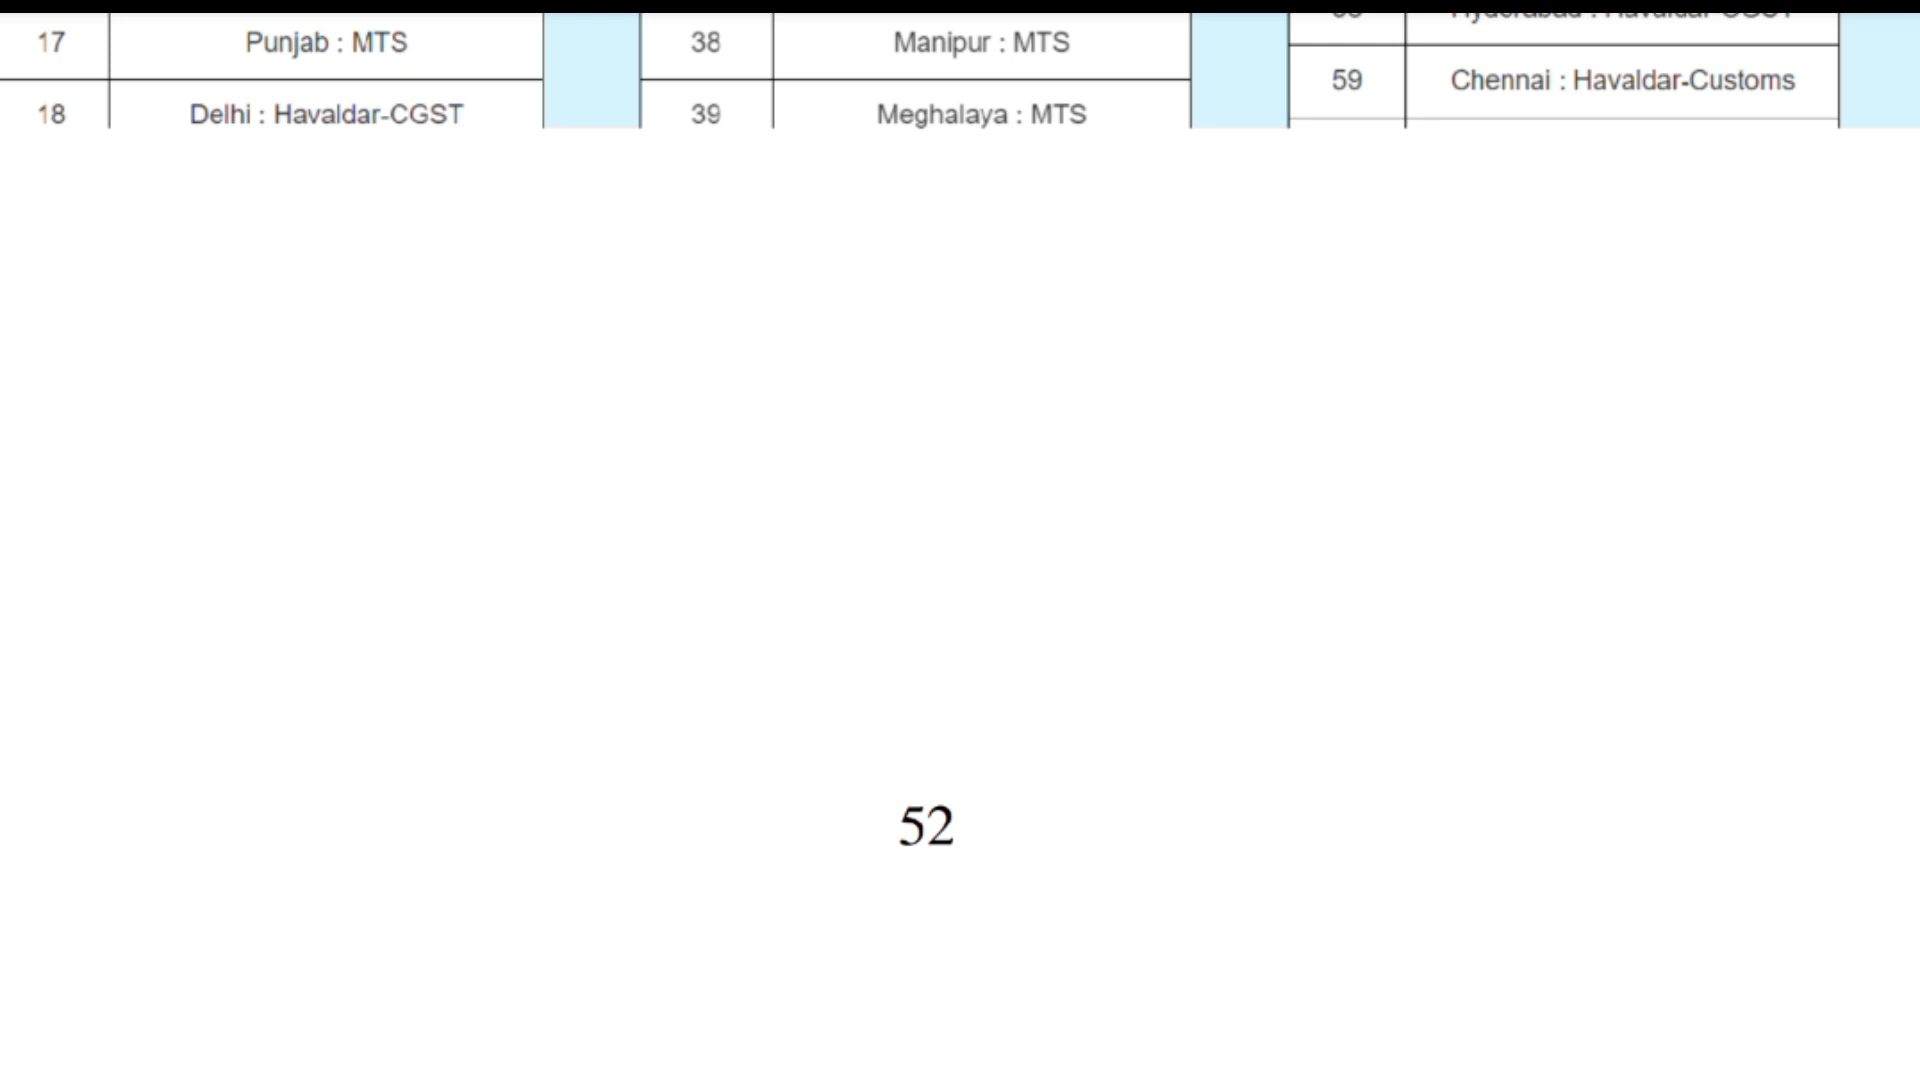 17 Punjab : MTS 38 Manipur : MTS
59 Chennai : Havaldar-Customs
18 Delhi : Havaldar-CGST 39 Meghalaya : MTS
52